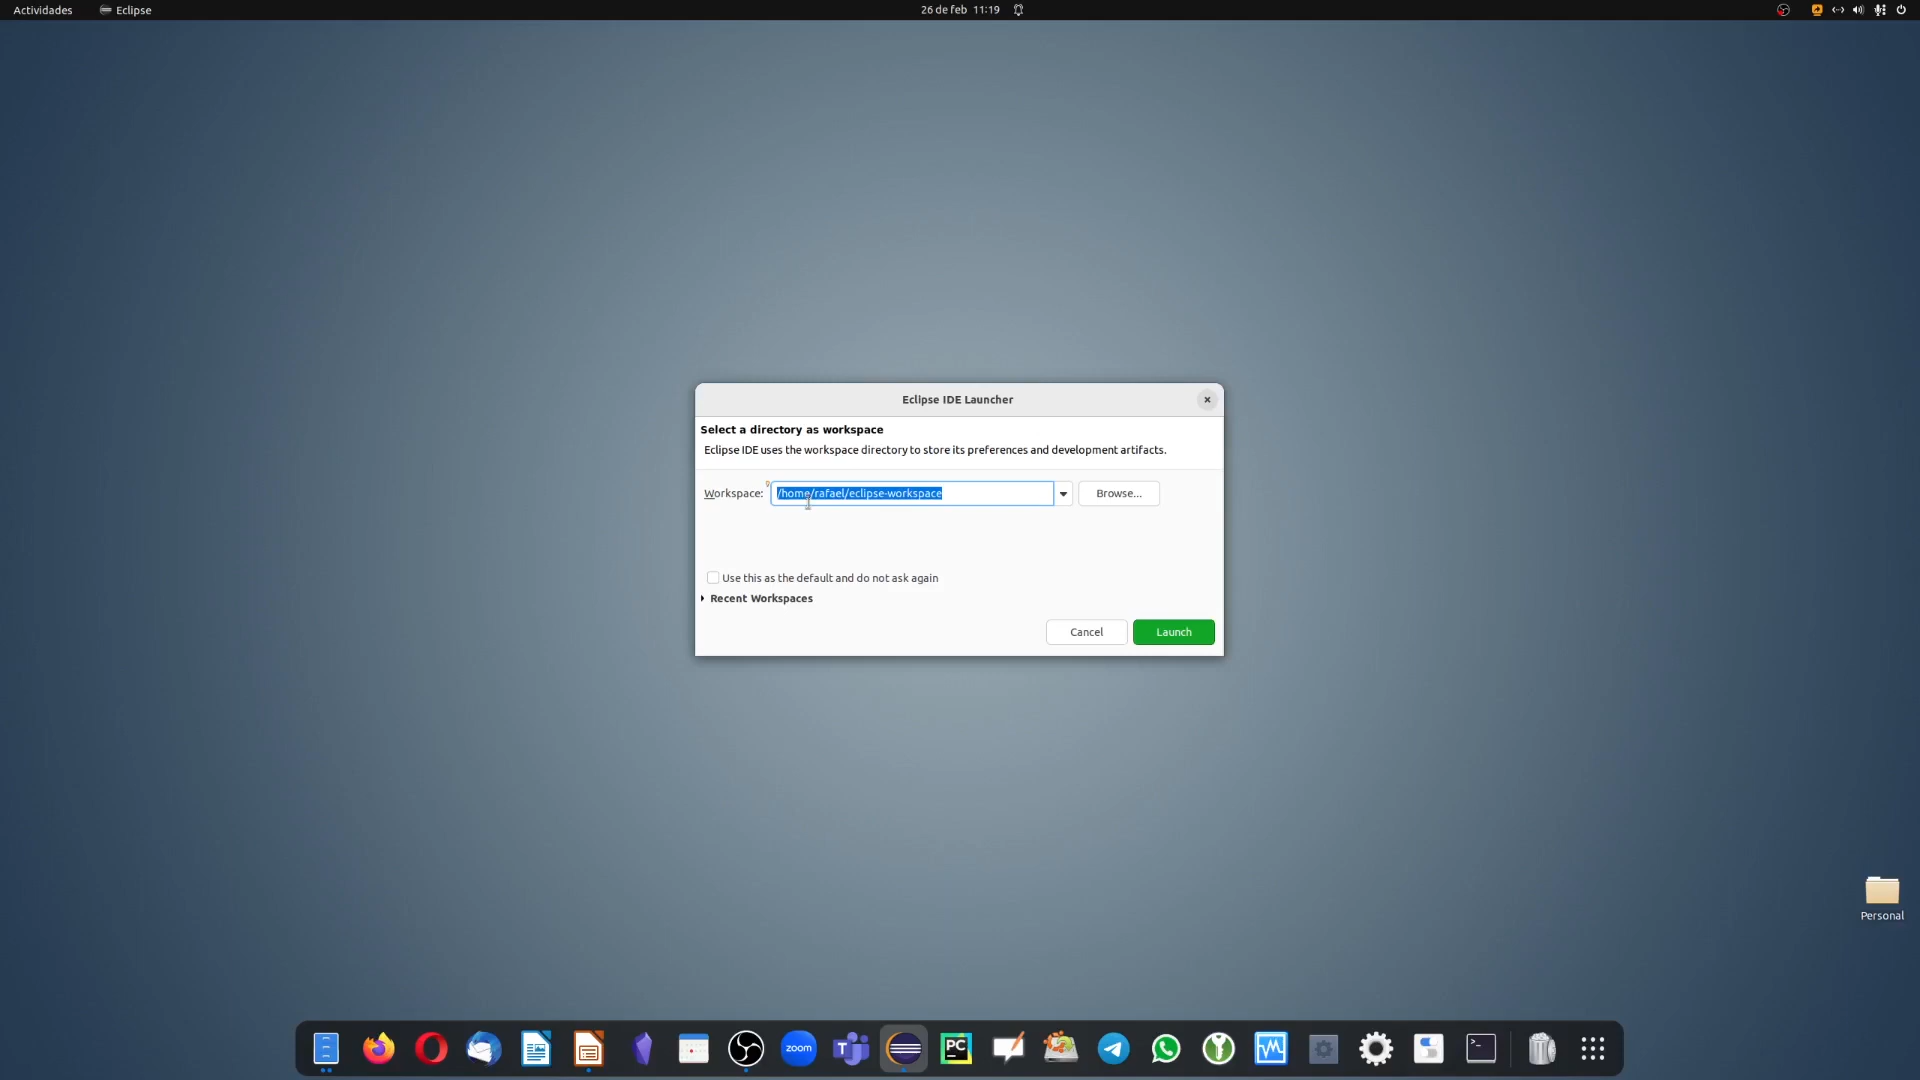 Actividades
Eclipse
26 de feb 11:19
Eclipse IDE Launcher
Select a directory as workspace
Eclipse IDE uses the workspace directory to store its preferences and development artifacts.
Workspace: /home/rafael/eclipse-workspace
Browse...
Use this as the default and do not ask again
Recent Workspaces
Cancel
Launch
Personal
zoom
T
PC
>_